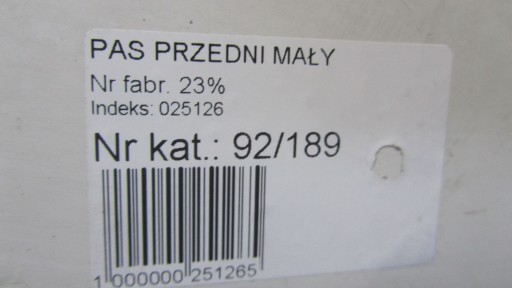 PAS PRZEDNI MAŁY
Nr fabr. 23%
Indeks: 025126
Nr kat.: 92/189
1 000000 251265